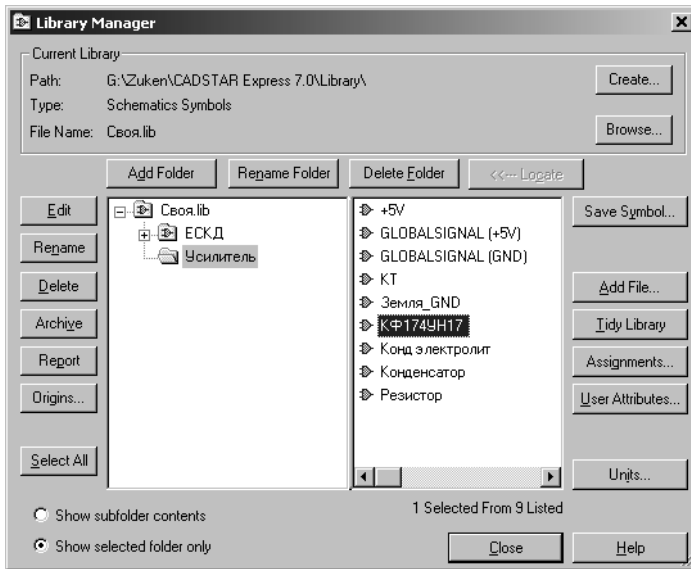 Library Manager
Current Library
Path: G:\Zuken\CADSTAR Express 7.0\Library\
Create...
Type: Schematics Symbols
File Name: Своя.lib
Browse...
Add Folder Rename Folder Delete Folder <<--- Locate
Edit
Rename
Delete
Archive
Report
Origins...
Select All
Своя.lib
ЕСКД
Усилитель
+5V
GLOBALSIGNAL (+5V)
GLOBALSIGNAL (GND)
КТ
Земля_GND
КФ174УН17
Конд электролит
Конденсатор
Резистор
Save Symbol...
Add File...
Tidy Library
Assignments...
User Attributes...
Units...
Show subfolder contents
Show selected folder only
1 Selected From 9 Listed
Close Help